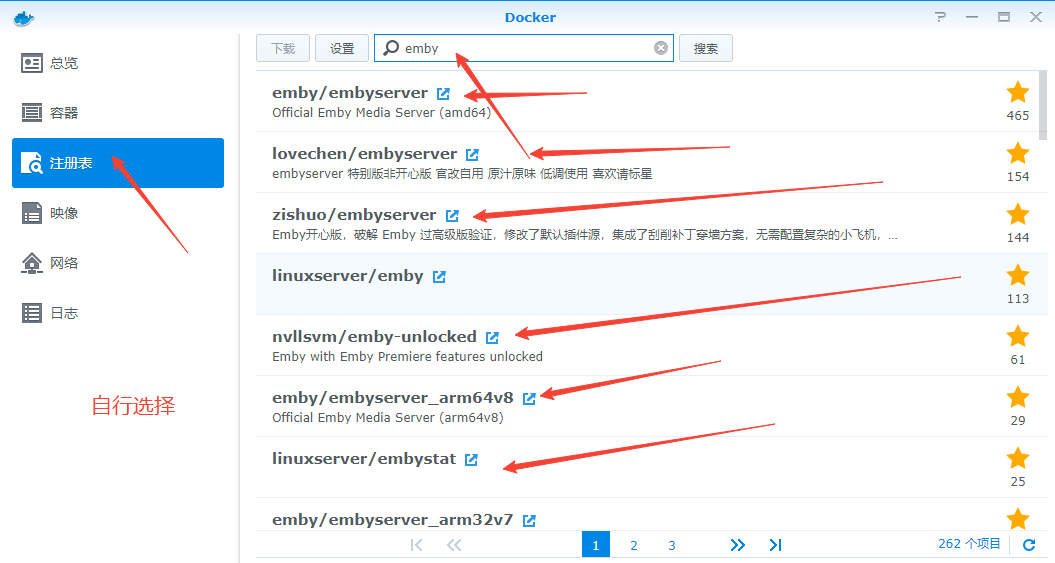 Docker
总览
容器
注册表
映像
网络
日志
自行选择
下载 设置 emby 搜索
emby/embyserver
Official Emby Media Server (amd64)
465
lovechen/embyserver
embyserver 特别版非开心版 官改自用 原汁原味 低调使用 喜欢请标星
154
zishuo/embyserver
Emby开心版，破解 Emby 过高级版验证，修改了默认插件源，集成了刮削补丁穿墙方案，无需配置复杂的小飞机，...
144
linuxserver/emby
113
nvllsvm/emby-unlocked
Emby with Emby Premiere features unlocked
61
emby/embyserver_arm64v8
Official Emby Media Server (arm64v8)
29
linuxserver/embystat
25
emby/embyserver_arm32v7
1 2 3
262 个项目